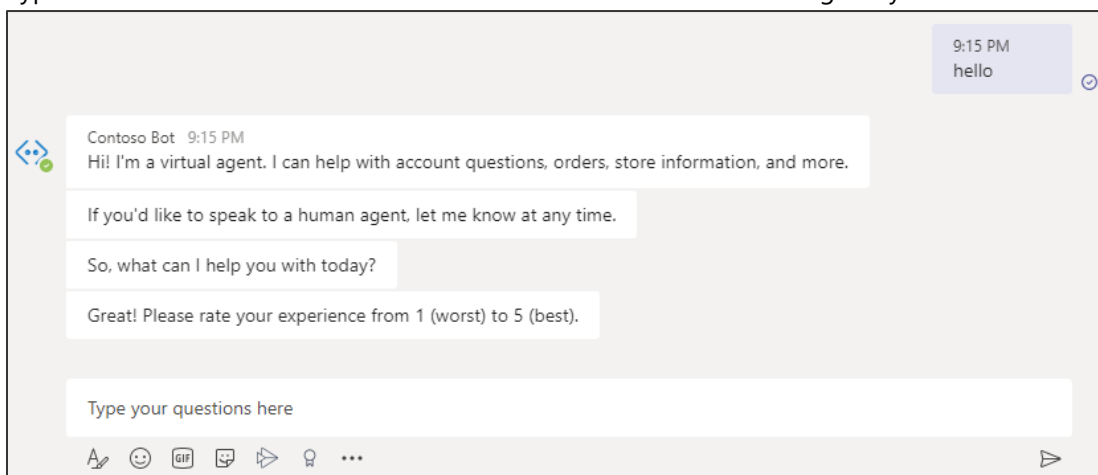 9:15 PM
hello
Contoso Bot 9:15 PM
Hi! I'm a virtual agent. I can help with account questions, orders, store information, and more.
If you'd like to speak to a human agent, let me know at any time.
So, what can I help you with today?
Great! Please rate your experience from 1 (worst) to 5 (best).
Type your questions here
GIF